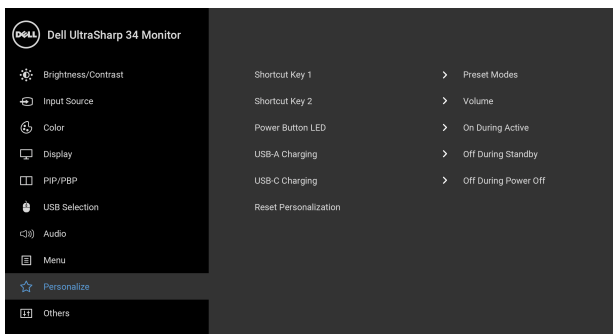 DELL Dell UltraSharp 34 Monitor
Brightness/Contrast
Input Source
Color
Display
PIP/PBP
USB Selection
Audio
Menu
Personalize
Others
Shortcut Key 1 > Preset Modes
Shortcut Key 2 > Volume
Power Button LED > On During Active
USB-A Charging > Off During Standby
USB-C Charging > Off During Power Off
Reset Personalization